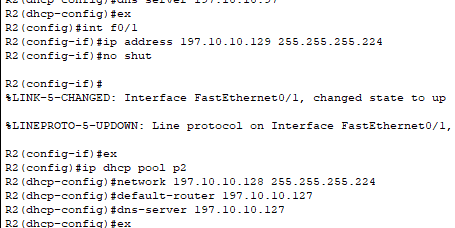 R2(dhcp-config)#dns-server 197.10.10.97
R2(dhcp-config)#ex
R2(config)#int f0/1
R2(config-if)#ip address 197.10.10.129 255.255.255.224
R2(config-if)#no shut
R2(config-if)#
%LINK-5-CHANGED: Interface FastEthernet0/1, changed state to up
%LINEPROTO-5-UPDOWN: Line protocol on Interface FastEthernet0/1,
R2(config-if)#ex
R2(config)#ip dhcp pool p2
R2(dhcp-config)#network 197.10.10.128 255.255.255.224
R2(dhcp-config)#default-router 197.10.10.127
R2(dhcp-config)#dns-server 197.10.10.127
R2(dhcp-config)#ex